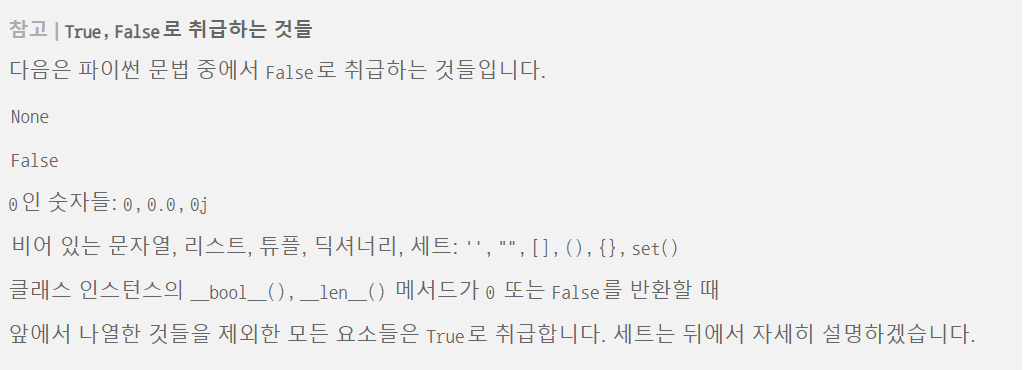 참고 | True, False로 취급하는 것들
다음은 파이썬 문법 중에서 False로 취급하는 것들입니다.
None
False
0인 숫자들: 0, 0.0, 0j
비어 있는 문자열, 리스트, 튜플, 딕셔너리, 세트: '', "", [], (), {}, set()
클래스 인스턴스의 __bool__(), __len__() 메서드가 0 또는 False를 반환할 때
앞에서 나열한 것들을 제외한 모든 요소들은 True로 취급합니다. 세트는 뒤에서 자세히 설명하겠습니다.